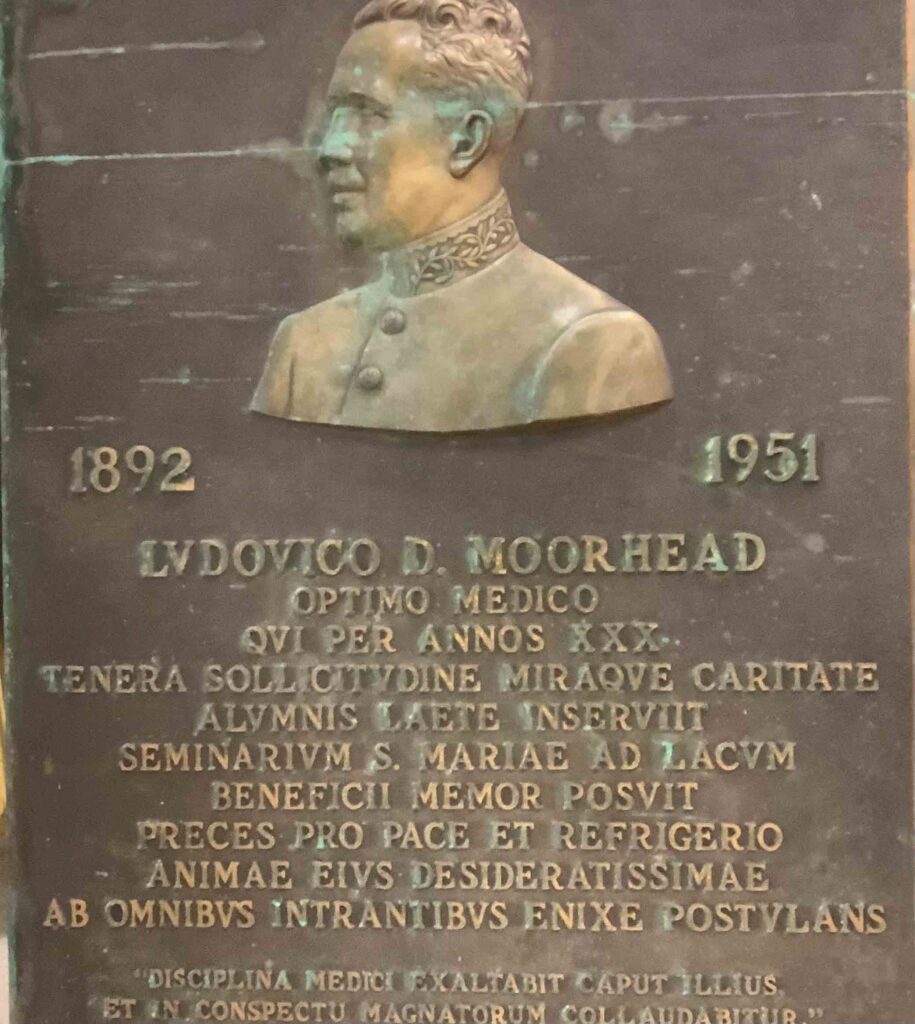 1892 1951
LVDOVICO D. MOORHEAD
OPTIMO MEDICO
QVI PER ANNOS XXX
TENERA SOLLICITVDINE MIRAQVE CARITATE
ALVMNIS LAETE INSERVIIT
SEMINARIVM S. MARIAE AD LACVM
BENEFICII MEMOR POSVIT
PRECES PRO PACE ET REFRIGERIO
ANIMAE EIVS DESIDERATISSIMAE
AB OMNIBVS INTRANTIBVS ENIXE POSTVLANS
"DISCIPLINA MEDICI EXALTABIT CAPUT ILLIUS,
ET IN CONSPECTU MAGNATORUM COLLAUDABITUR."